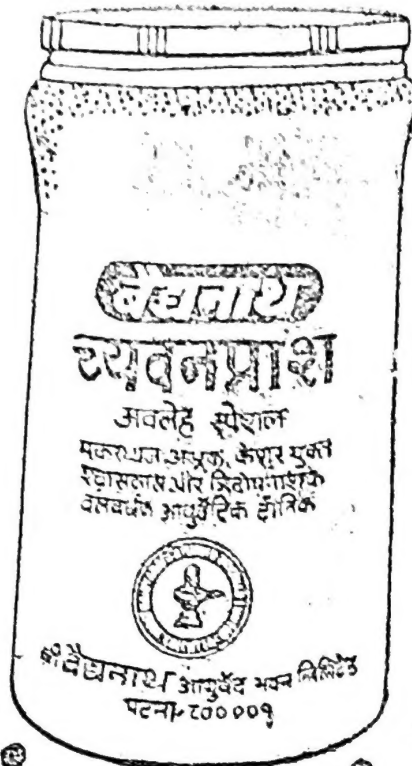 बैद्यनाथ
च्यवनप्राश
अवलेह स्पेशल
मकरध्वज अभ्रक, केशर युक्त
और त्रिदोषनाशक
बलवर्धक आयुर्वेदिक टॉनिक
श्री बैद्यनाथ आयुर्वेद भवन लिमिटेड
पटना-८००००१